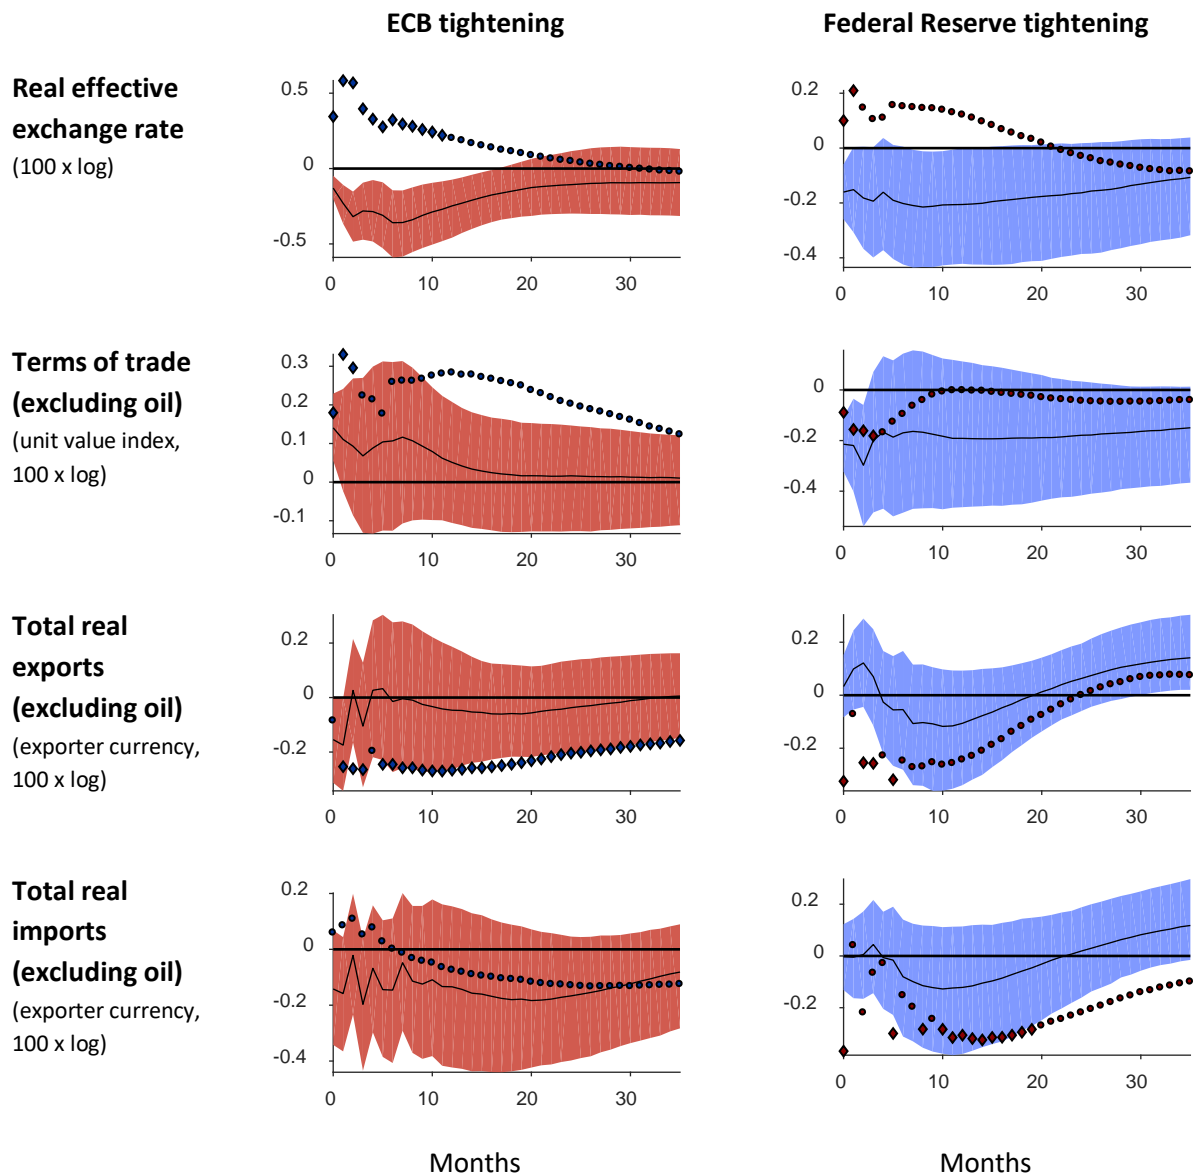 ECB tightening
Federal Reserve tightening
Real effective
exchange rate
(100 x log)
0.5
0
-0.5
0 10 20 30
0.2
0
-0.2
-0.4
0 10 20 30
Terms of trade
(excluding oil)
(unit value index,
100 x log)
0.3
0.2
0.1
0
-0.1
0 10 20 30
0
-0.2
-0.4
0 10 20 30
Total real
exports
(excluding oil)
(exporter currency,
100 x log)
0.2
0
-0.2
0 10 20 30
0.2
0
-0.2
0 10 20 30
Total real
imports
(excluding oil)
(exporter currency,
100 x log)
0.2
0
-0.2
-0.4
0 10 20 30
0.2
0
-0.2
0 10 20 30
Months
Months